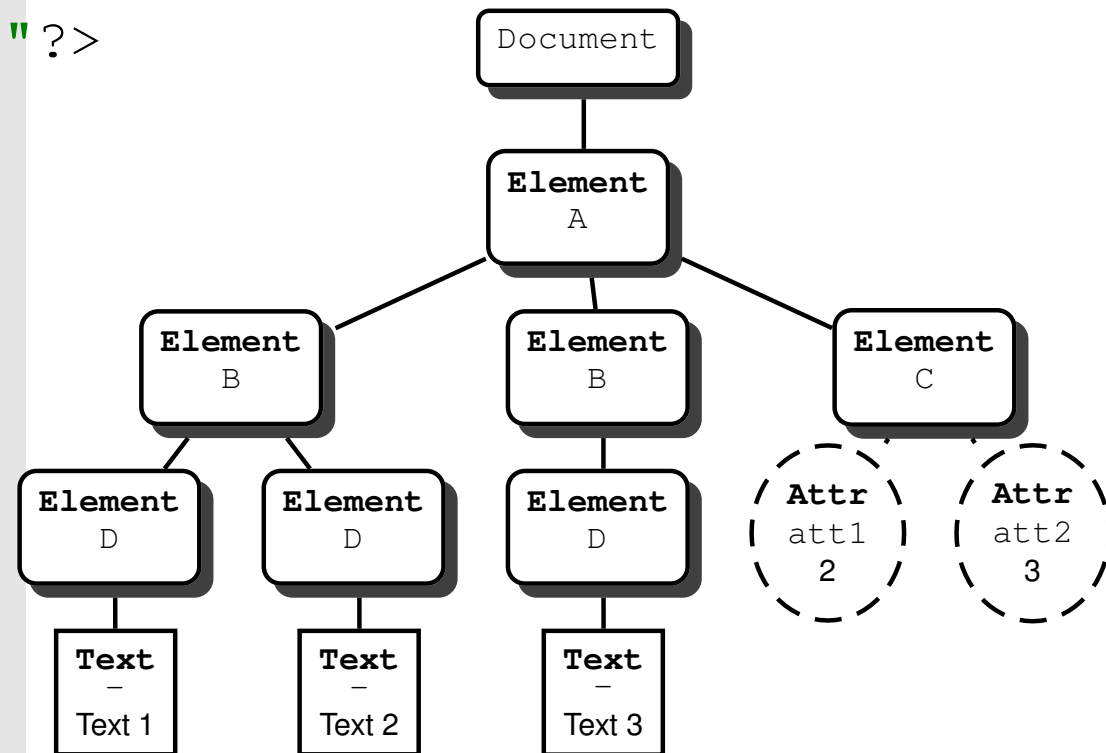 "?>
Document
Element
A
Element
B
Element
B
Element
C
Element
D
Element
D
Element
D
Attr
att1
2
Attr
att2
3
Text
–
Text 1
Text
–
Text 2
Text
–
Text 3